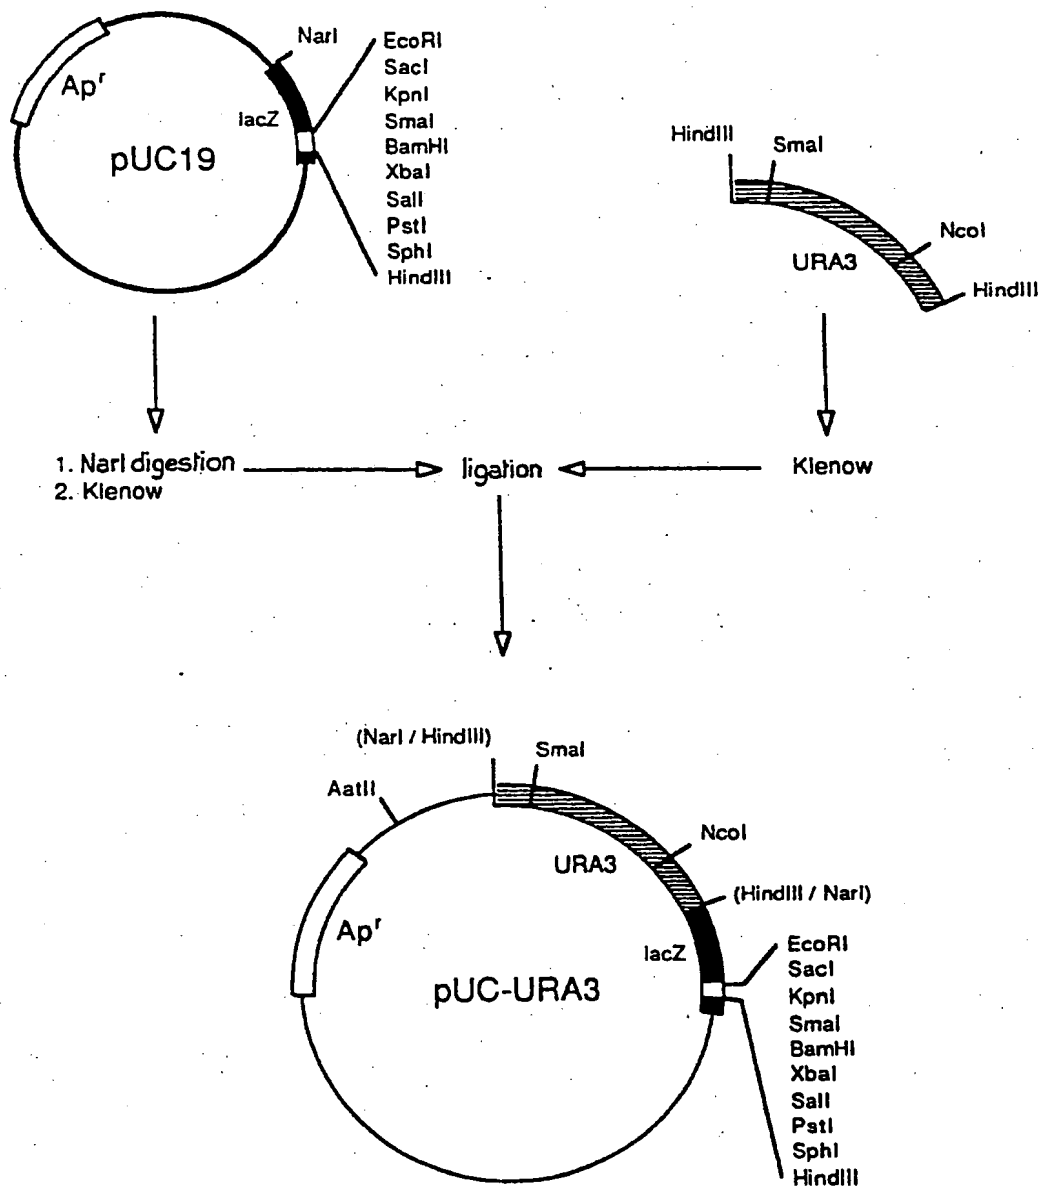 NarI
EcoRI
SacI
KpnI
SmaI
BamHI
XbaI
SalI
PstI
SphI
HindIII
Apʳ
lacZ
pUC19
HindIII
SmaI
NcoI
URA3
HindIII
1. NarI digestion
2. Klenow
ligation
Klenow
(NarI / HindIII)
SmaI
AatII
NcoI
URA3
(HindIII / NarI)
Apʳ
lacZ
pUC-URA3
EcoRI
SacI
KpnI
SmaI
BamHI
XbaI
SalI
PstI
SphI
HindIII